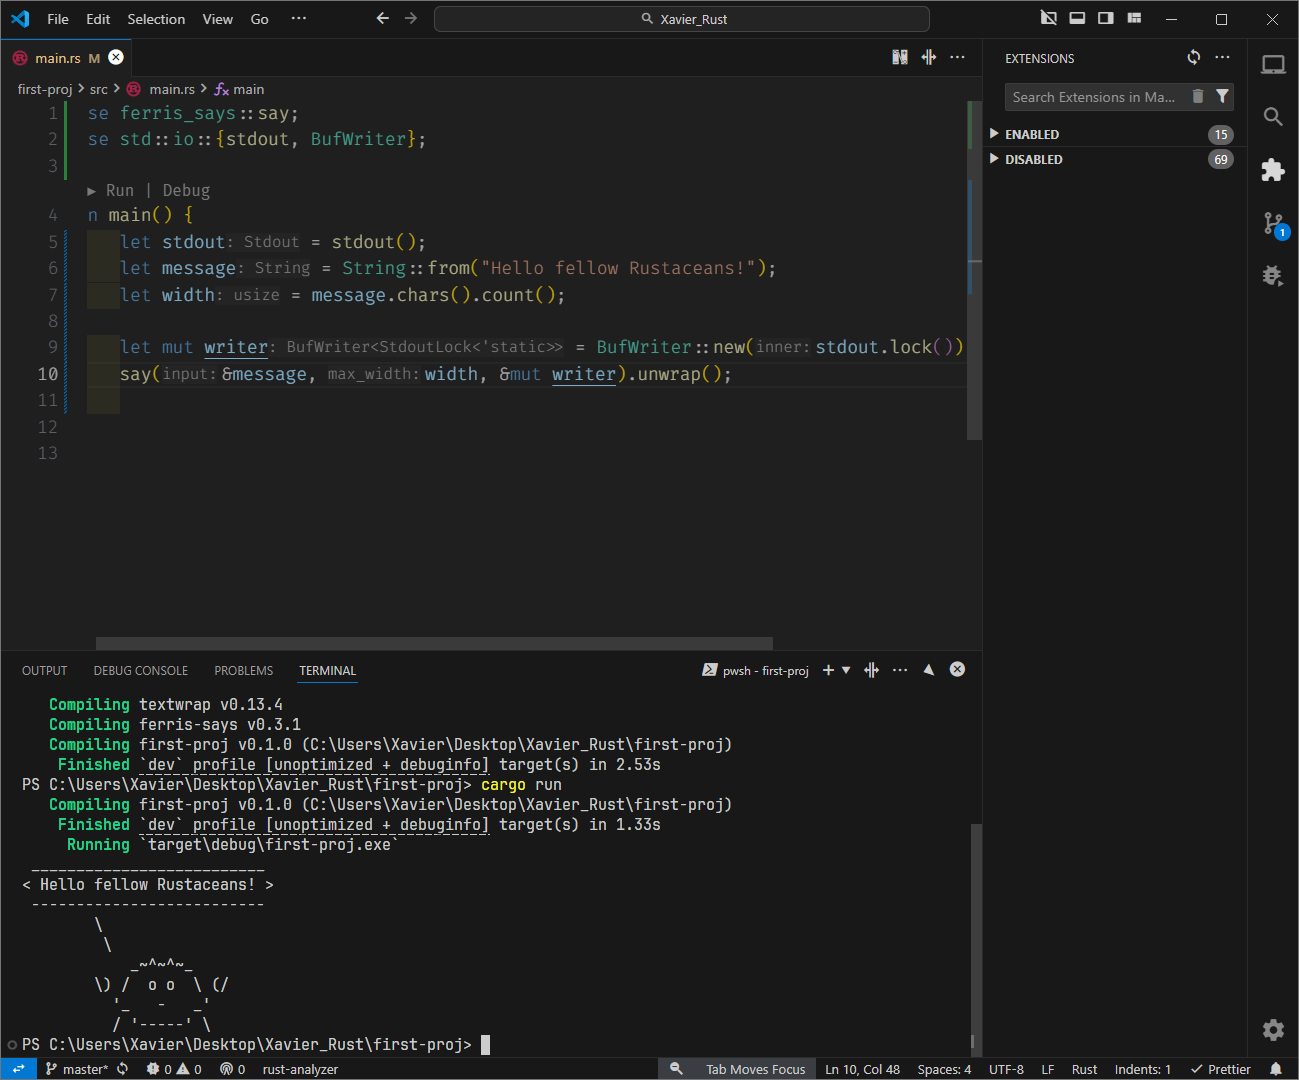 File Edit Selection View Go ··· Xavier_Rust
main.rs M
EXTENSIONS
first-proj > src > main.rs > main
Search Extensions in Ma...
ENABLED 15
DISABLED 69
1 se ferris_says::say;
2 se std::io::{stdout, BufWriter};
3
▶ Run | Debug
4 n main() {
5 let stdout: Stdout = stdout();
6 let message: String = String::from("Hello fellow Rustaceans!");
7 let width: usize = message.chars().count();
8
9 let mut writer: BufWriter<StdoutLock<'static>> = BufWriter::new(inner: stdout.lock())
10 say(input: &message, max_width: width, &mut writer).unwrap();
11
12
13
1
OUTPUT DEBUG CONSOLE PROBLEMS TERMINAL pwsh - first-proj
Compiling textwrap v0.13.4
Compiling ferris-says v0.3.1
Compiling first-proj v0.1.0 (C:\Users\Xavier\Desktop\Xavier_Rust\first-proj)
Finished `dev` profile [unoptimized + debuginfo] target(s) in 2.53s
PS C:\Users\Xavier\Desktop\Xavier_Rust\first-proj> cargo run
Compiling first-proj v0.1.0 (C:\Users\Xavier\Desktop\Xavier_Rust\first-proj)
Finished `dev` profile [unoptimized + debuginfo] target(s) in 1.33s
Running `target\debug\first-proj.exe`
 __________________________
< Hello fellow Rustaceans! >
 --------------------------
        \
         \
            _~^~^~_
        \) /  o o  \ (/
          '_   -   _'
          / '-----' \
PS C:\Users\Xavier\Desktop\Xavier_Rust\first-proj>
master* 0 0 0 rust-analyzer Tab Moves Focus Ln 10, Col 48 Spaces: 4 UTF-8 LF Rust Indents: 1 Prettier